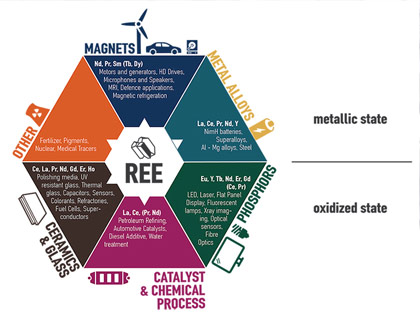 MAGNETS
Nd, Pr, Sm (Tb, Dy)
Motors and generators, HD Drives,
Microphones and Speakers,
MRI, Defence applications,
Magnetic refrigeration
METAL ALLOYS
La, Ce, Pr, Nd, Y
NimH batteries,
Superalloys,
Al - Mg alloys, Steel
OTHER
Fertilizer, Pigments,
Nuclear, Medical Tracers
REE
metallic state
oxidized state
Ce, La, Pr, Nd, Gd, Er, Ho
Polishing media, UV
resistant glass, Thermal
glass, Capacitors, Sensors,
Colorants, Refractones,
Fuel Cells, Super-
conductors
CERAMICS
& GLASS
Eu, Y, Tb, Nd, Er, Gd
(Ce, Pr)
LED, Laser, Flat Panel
Display, Fluorescent
lamps, Xray imag-
ing, Optical sensors,
Fibre
Optics
PHOSPHORS
La, Ce, (Pr, Nd)
Petroleum Refining,
Automotive Catalysts,
Diesel Additive, Water
treatment
CATALYST
& CHEMICAL
PROCESS